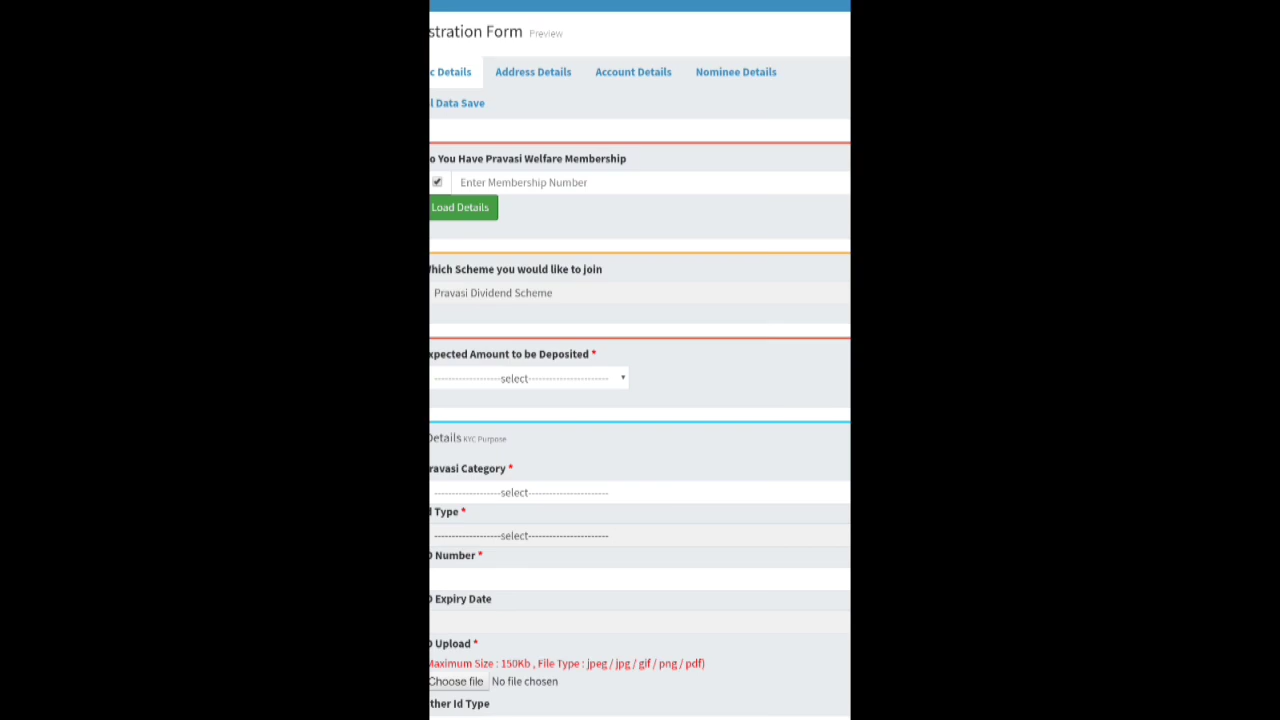 stration Form Preview
c Details Address Details Account Details Nominee Details
l Data Save
o You Have Pravasi Welfare Membership
Enter Membership Number
Load Details
Which Scheme you would like to join
Pravasi Dividend Scheme
xpected Amount to be Deposited *
-------------------select-----------------------
Details KYC Purpose
ravasi Category *
-------------------select-----------------------
d Type *
-------------------select-----------------------
D Number *
D Expiry Date
D Upload *
Maximum Size : 150Kb , File Type : jpeg / jpg / gif / png / pdf)
Choose file No file chosen
ther Id Type